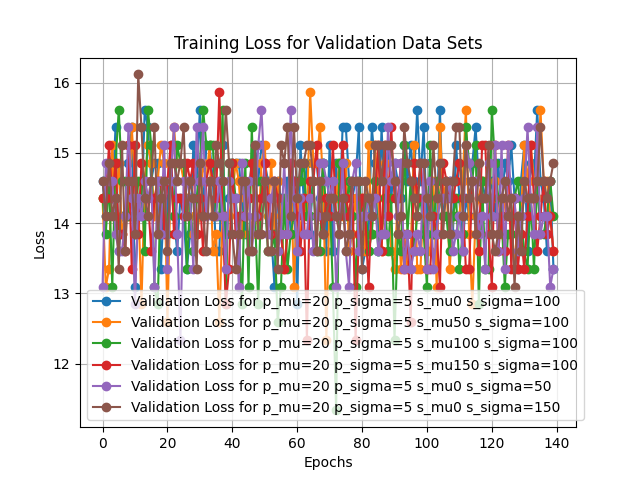 Training Loss for Validation Data Sets
16
15
14
13
12
Loss
Validation Loss for p_mu=20 p_sigma=5 s_mu0 s_sigma=100
Validation Loss for p_mu=20 p_sigma=5 s_mu50 s_sigma=100
Validation Loss for p_mu=20 p_sigma=5 s_mu100 s_sigma=100
Validation Loss for p_mu=20 p_sigma=5 s_mu150 s_sigma=100
Validation Loss for p_mu=20 p_sigma=5 s_mu0 s_sigma=50
Validation Loss for p_mu=20 p_sigma=5 s_mu0 s_sigma=150
0 20 40 60 80 100 120 140
Epochs